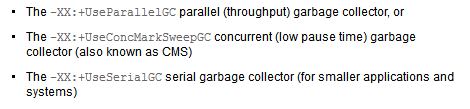 ▪ The -XX:+UseParallelGC parallel (throughput) garbage collector, or
▪ The -XX:+UseConcMarkSweepGC concurrent (low pause time) garbage
collector (also known as CMS)
▪ The -XX:+UseSerialGC serial garbage collector (for smaller applications and
systems)